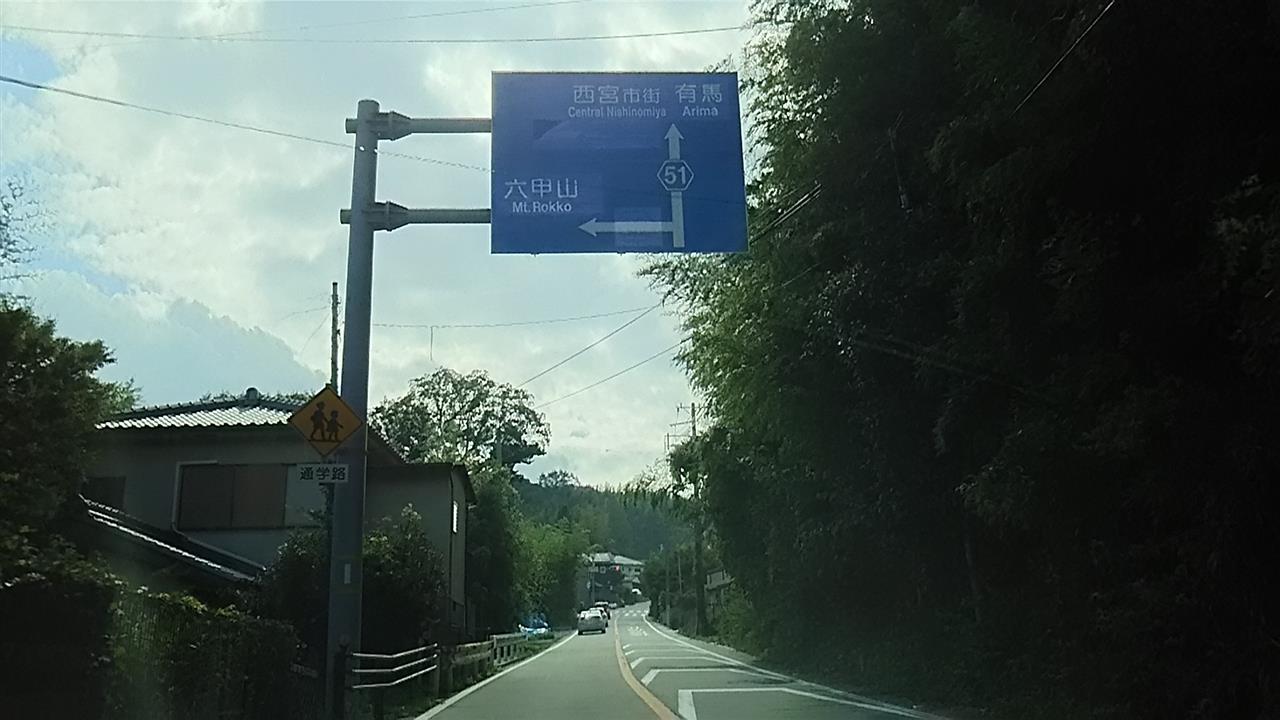 西宮市街 有馬
Central Nishinomiya Arima
51
六甲山
Mt. Rokko
通学路